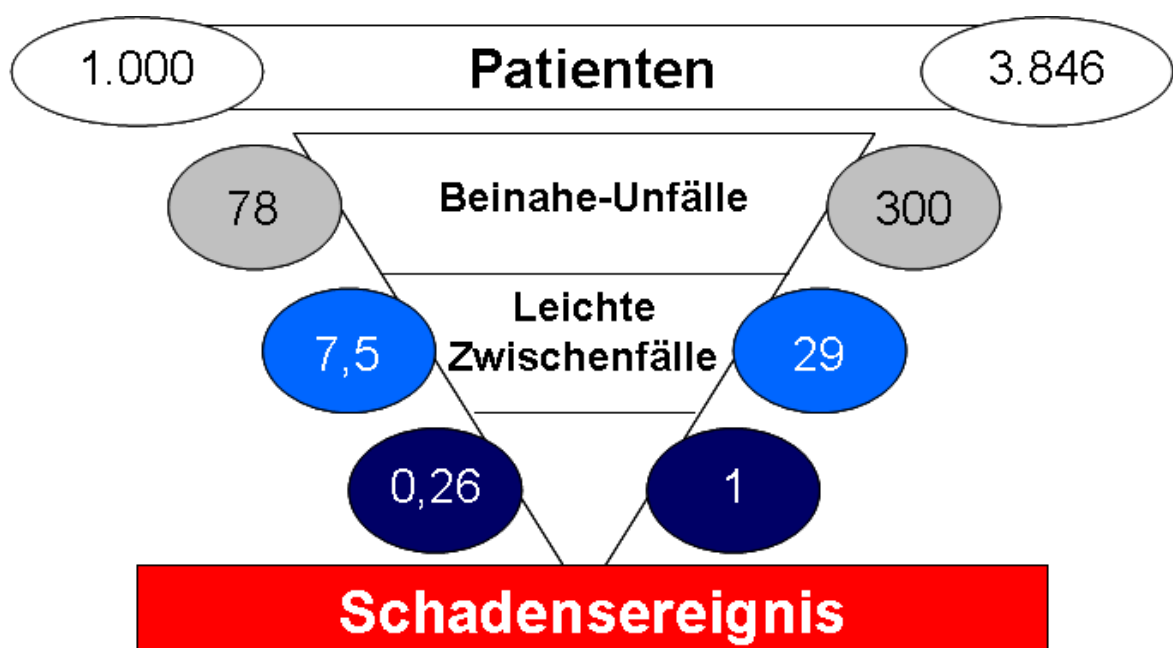 1.000 Patienten 3.846
78 Beinahe-Unfälle 300
Leichte
7,5 Zwischenfälle 29
0,26 1
Schadensereignis